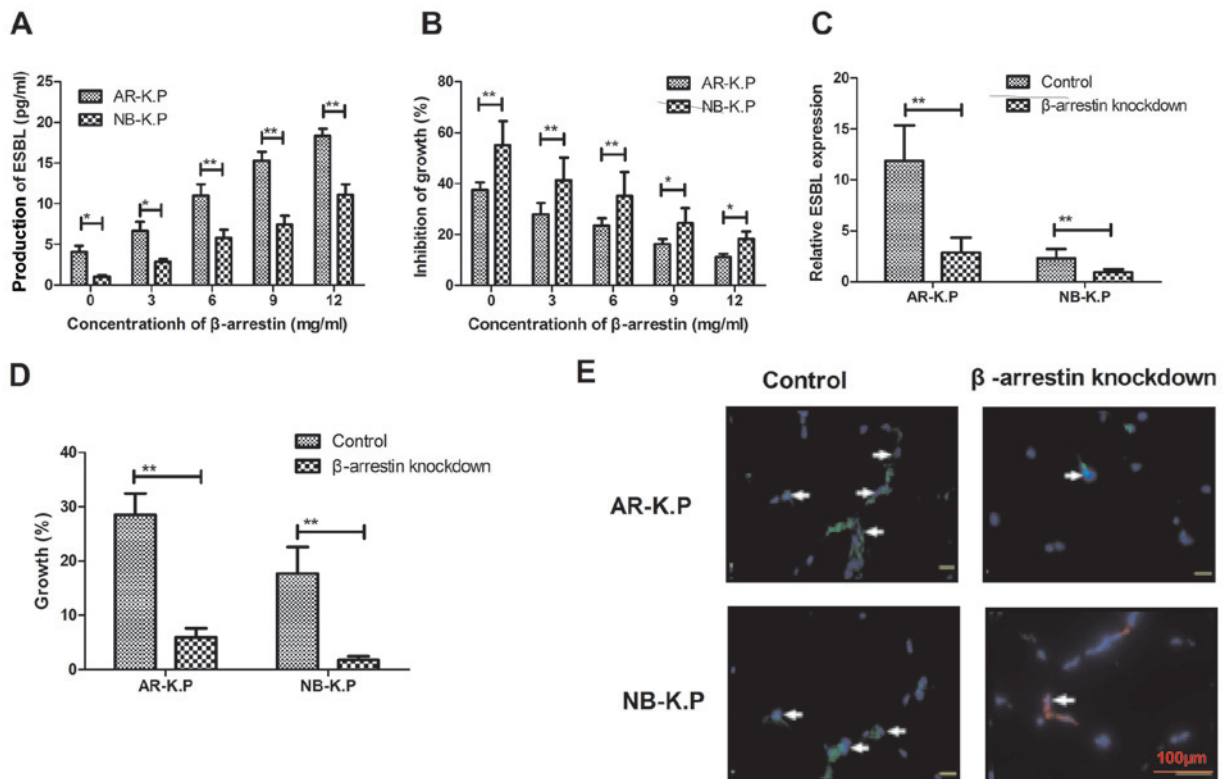 A
Production of ESBL (pg/ml)
25
20
15
10
5
0
AR-K.P
NB-K.P
*
*
**
**
**
0 3 6 9 12
Concentrationh of β-arrestin (mg/ml)
B
Inhibition of growth (%)
80
60
40
20
0
AR-K.P
NB-K.P
**
**
**
*
*
0 3 6 9 12
Concentrationh of β-arrestin (mg/ml)
C
Relative ESBL expression
20
15
10
5
0
Control
β-arrestin knockdown
**
**
AR-K.P NB-K.P
D
Growth (%)
40
30
20
10
0
Control
β-arrestin knockdown
**
**
AR-K.P NB-K.P
E
Control β -arrestin knockdown
AR-K.P
NB-K.P
100μm